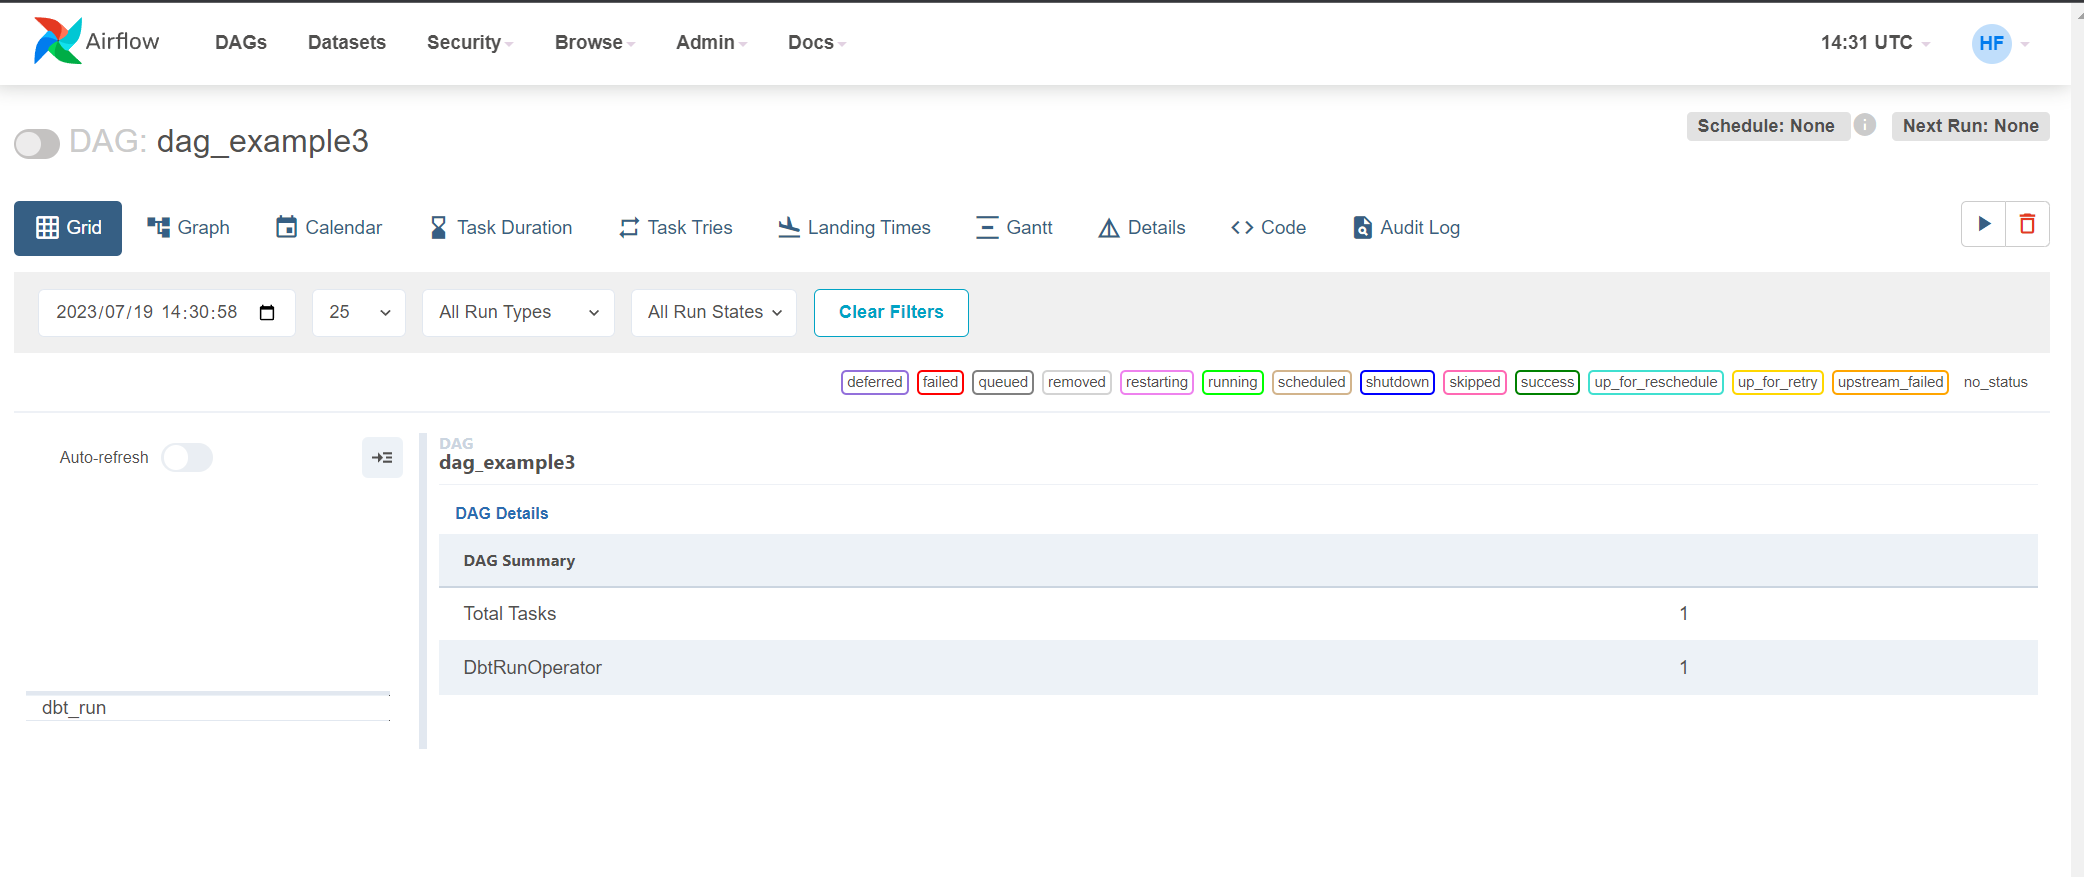 Airflow DAGs Datasets Security Browse Admin Docs 14:31 UTC HF
DAG: dag_example3 Schedule: None i Next Run: None
Grid Graph Calendar Task Duration Task Tries Landing Times Gantt Details Code Audit Log
2023/07/19 14:30:58 25 All Run Types All Run States Clear Filters
deferred failed queued removed restarting running scheduled shutdown skipped success up_for_reschedule up_for_retry upstream_failed no_status
Auto-refresh
dbt_run
DAG
dag_example3
DAG Details
DAG Summary
Total Tasks 1
DbtRunOperator 1